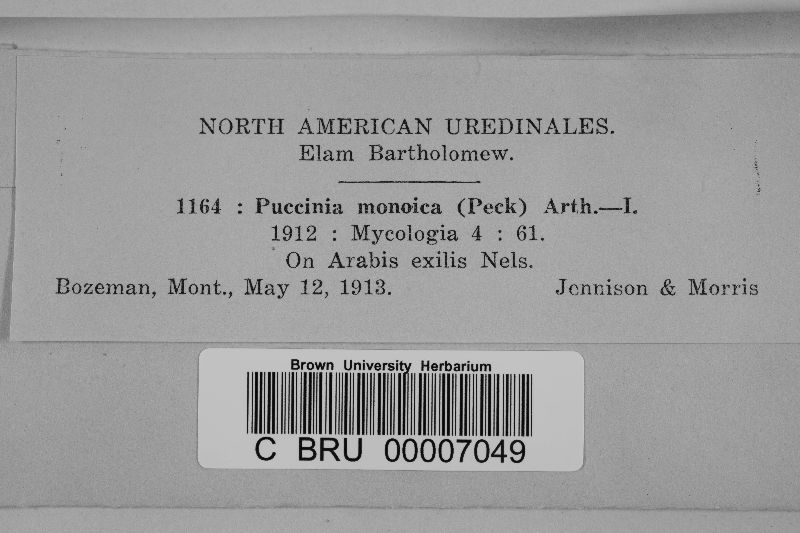 NORTH AMERICAN UREDINALES.
Elam Bartholomew.
1164 : Puccinia monoica (Peck) Arth.—I.
1912 : Mycologia 4 : 61.
On Arabis exilis Nels.
Bozeman, Mont., May 12, 1913. Jennison & Morris
Brown University Herbarium
C BRU 00007049